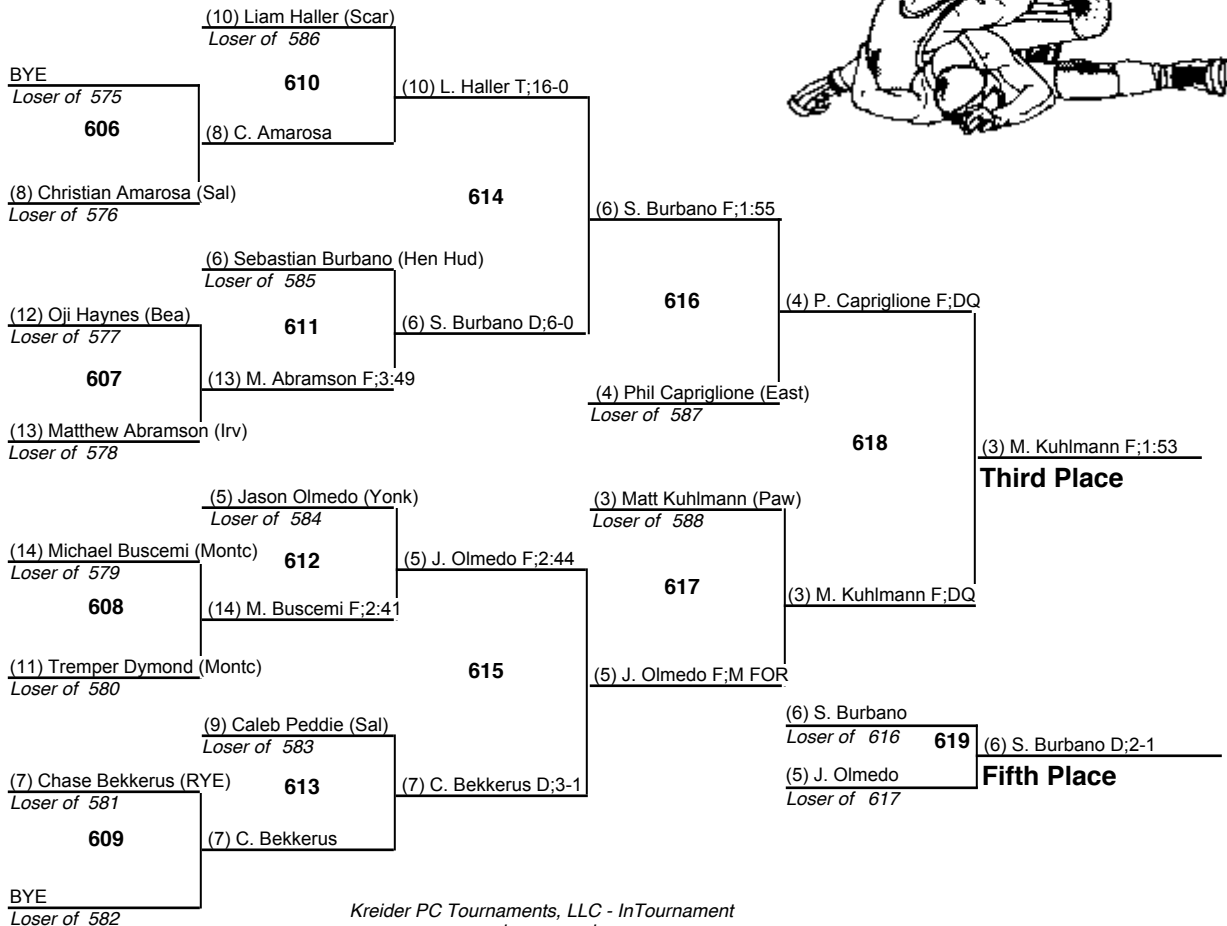 (10) Liam Haller (Scar)
Loser of 586
BYE
Loser of 575
610
(10) L. Haller T;16-0
606
(8) C. Amarosa
(8) Christian Amarosa (Sal)
Loser of 576
614
(6) S. Burbano F;1:55
(6) Sebastian Burbano (Hen Hud)
Loser of 585
616
(4) P. Capriglione F;DQ
(12) Oji Haynes (Bea)
Loser of 577
611
(6) S. Burbano D;6-0
607
(13) M. Abramson F;3:49
(4) Phil Capriglione (East)
Loser of 587
(13) Matthew Abramson (Irv)
Loser of 578
618
(3) M. Kuhlmann F;1:53
Third Place
(5) Jason Olmedo (Yonk)
Loser of 584
(3) Matt Kuhlmann (Paw)
Loser of 588
(14) Michael Buscemi (Montc)
Loser of 579
612
(5) J. Olmedo F;2:44
617
(3) M. Kuhlmann F;DQ
608
(14) M. Buscemi F;2:41
(11) Tremper Dymond (Montc)
Loser of 580
615
(5) J. Olmedo F;M FOR
(9) Caleb Peddie (Sal)
Loser of 583
(6) S. Burbano
Loser of 616
619
(6) S. Burbano D;2-1
Fifth Place
(7) Chase Bekkerus (RYE)
Loser of 581
613
(7) C. Bekkerus D;3-1
(5) J. Olmedo
Loser of 617
609
(7) C. Bekkerus
BYE
Loser of 582
Kreider PC Tournaments, LLC - InTournament